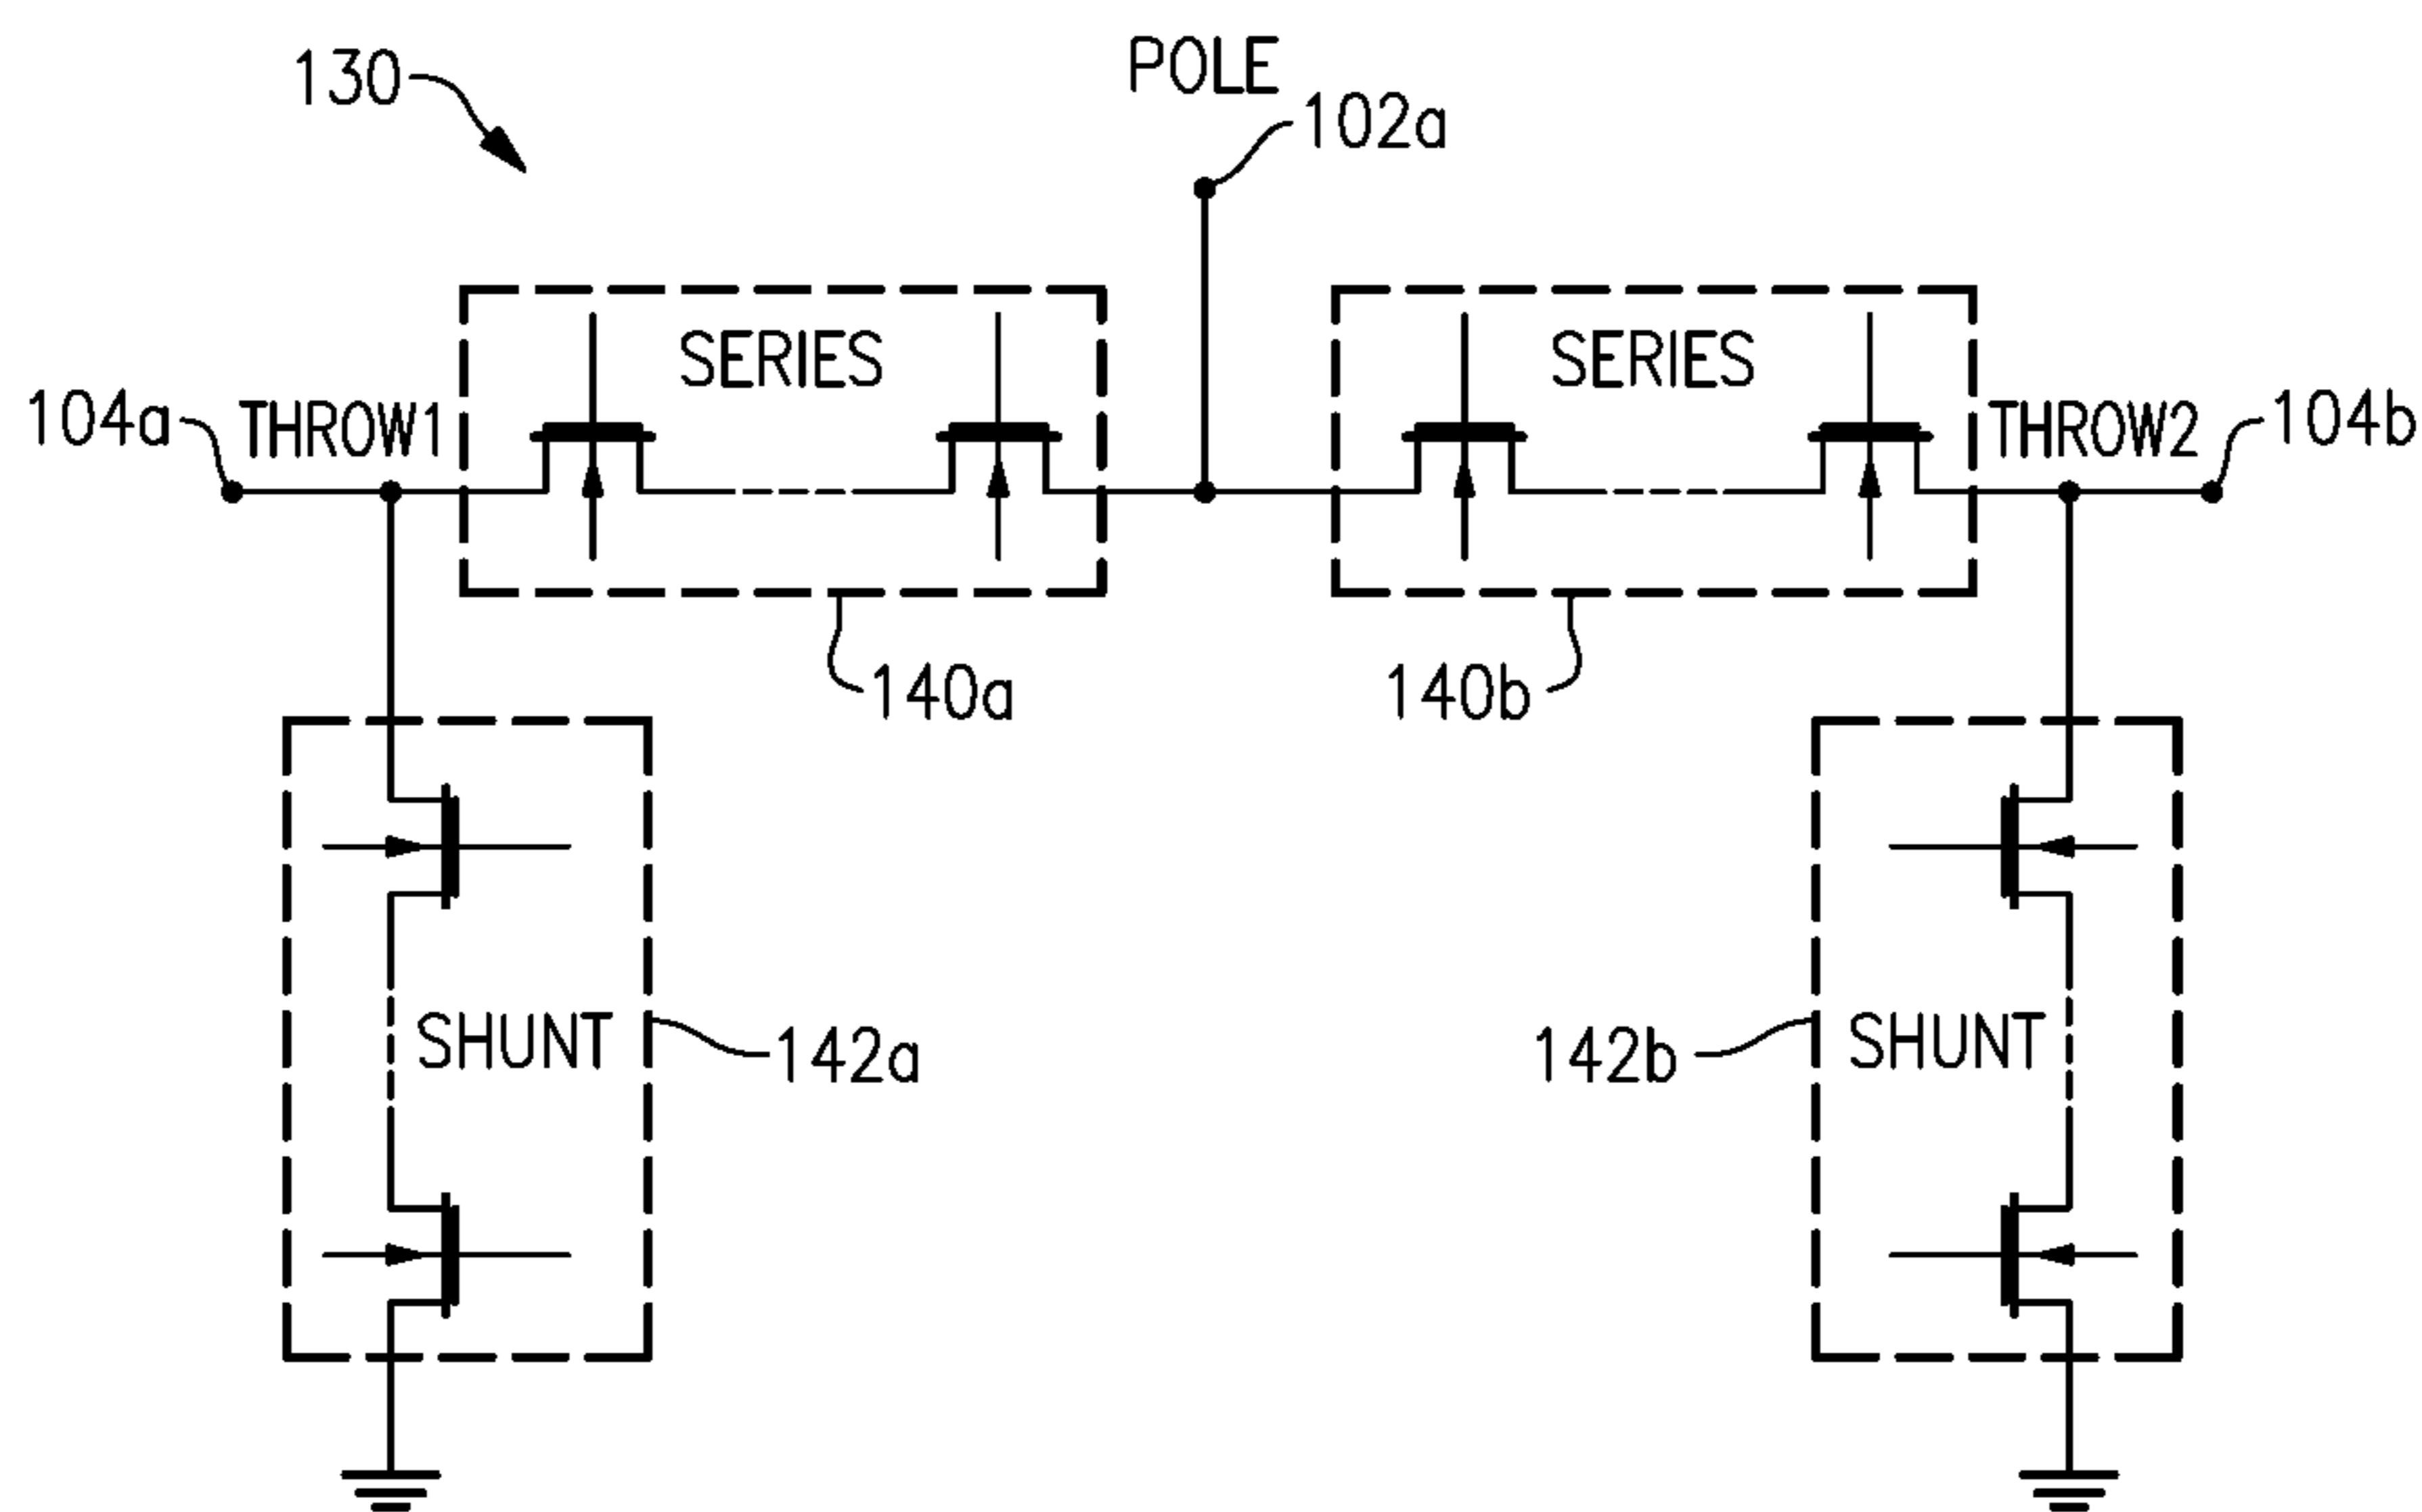 130
POLE
102a
SERIES
SERIES
104a
THROW1
THROW2
104b
140a
140b
SHUNT
142a
142b
SHUNT